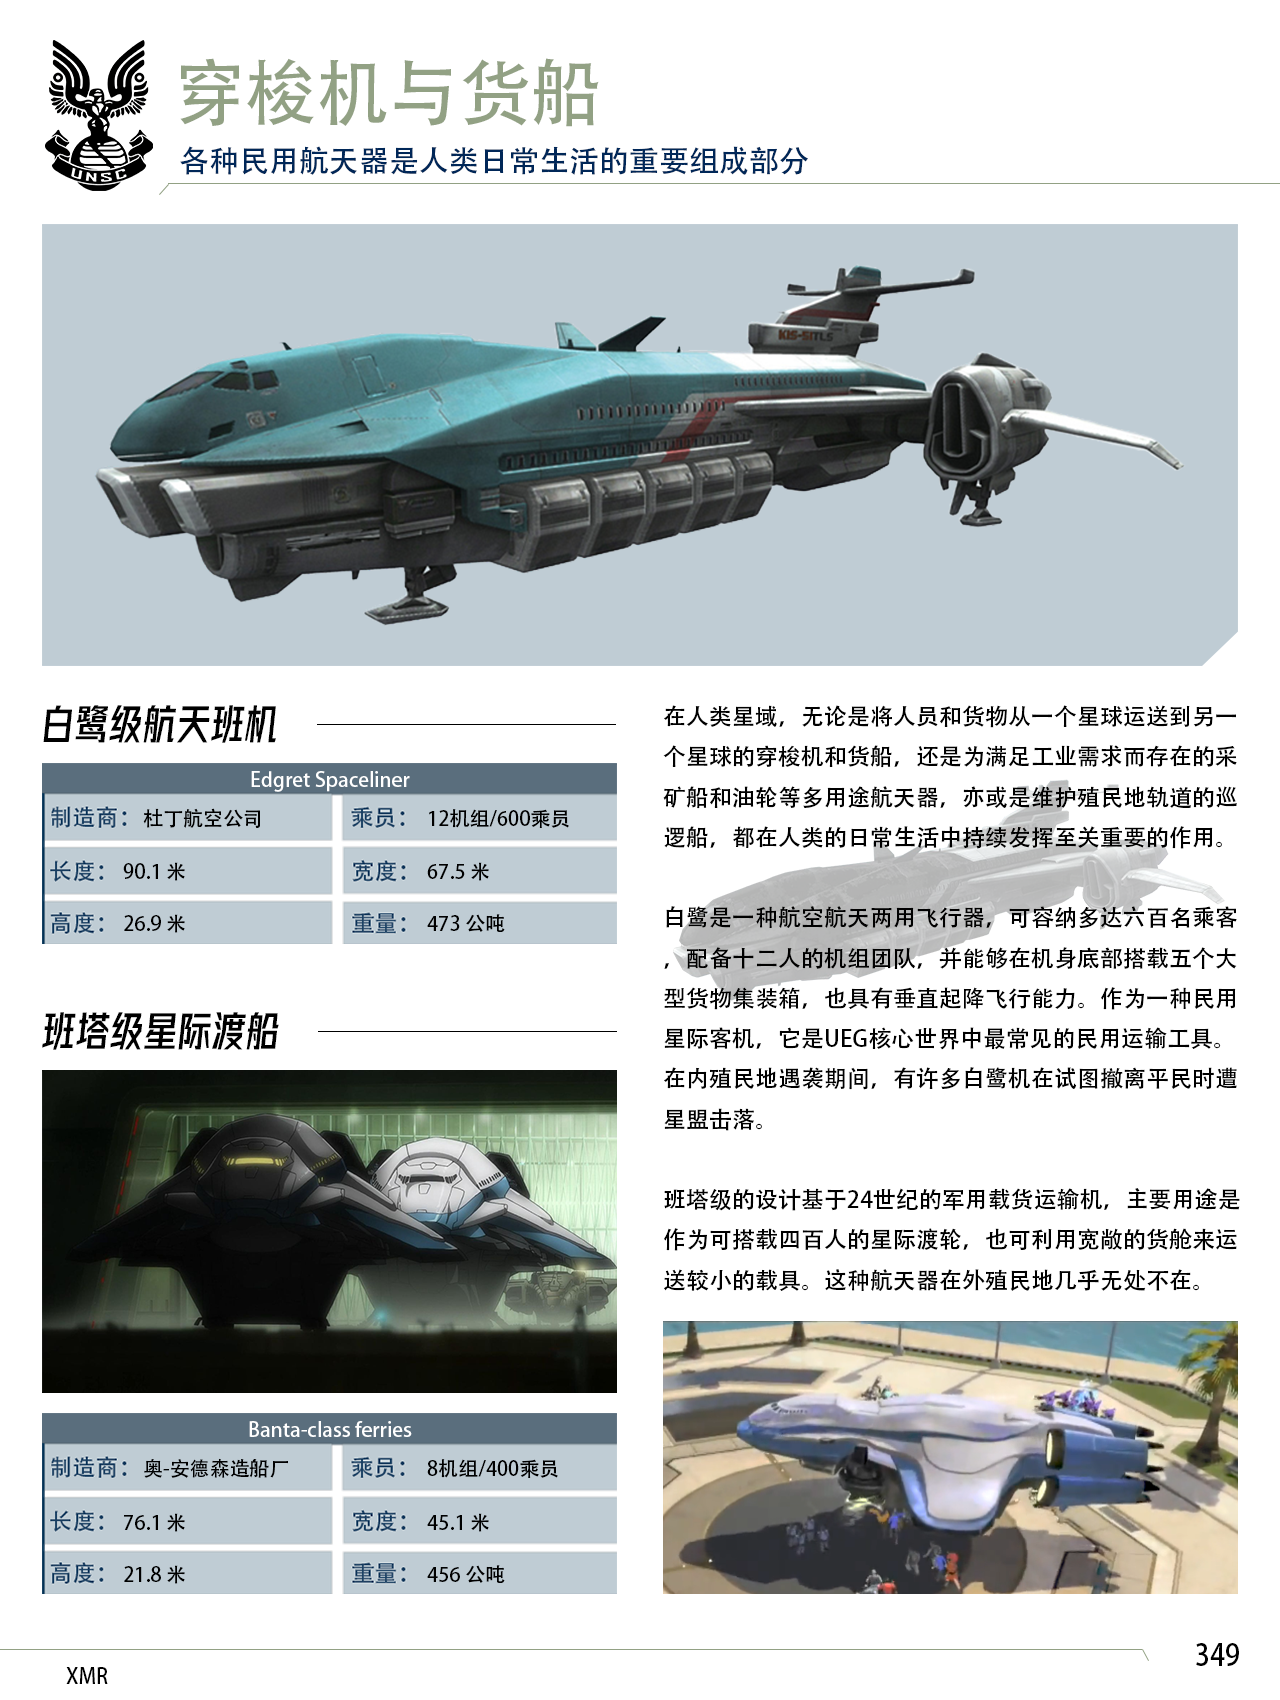 UNSC
穿梭机与货船
各种民用航天器是人类日常生活的重要组成部分
KIS-SITLS
白鹭级航天班机
Edgret Spaceliner
制造商： 杜丁航空公司
乘员： 12机组/600乘员
长度： 90.1 米
宽度： 67.5 米
高度： 26.9 米
重量： 473 公吨
班塔级星际渡船
Banta-class ferries
制造商： 奥-安德森造船厂
乘员： 8机组/400乘员
长度： 76.1 米
宽度： 45.1 米
高度： 21.8 米
重量： 456 公吨
在人类星域，无论是将人员和货物从一个星球运送到另一
个星球的穿梭机和货船，还是为满足工业需求而存在的采
矿船和油轮等多用途航天器，亦或是维护殖民地轨道的巡
逻船，都在人类的日常生活中持续发挥至关重要的作用。
白鹭是一种航空航天两用飞行器，可容纳多达六百名乘客
，配备十二人的机组团队，并能够在机身底部搭载五个大
型货物集装箱，也具有垂直起降飞行能力。作为一种民用
星际客机，它是UEG核心世界中最常见的民用运输工具。
在内殖民地遇袭期间，有许多白鹭机在试图撤离平民时遭
星盟击落。
班塔级的设计基于24世纪的军用载货运输机，主要用途是
作为可搭载四百人的星际渡轮，也可利用宽敞的货舱来运
送较小的载具。这种航天器在外殖民地几乎无处不在。
XMR
349